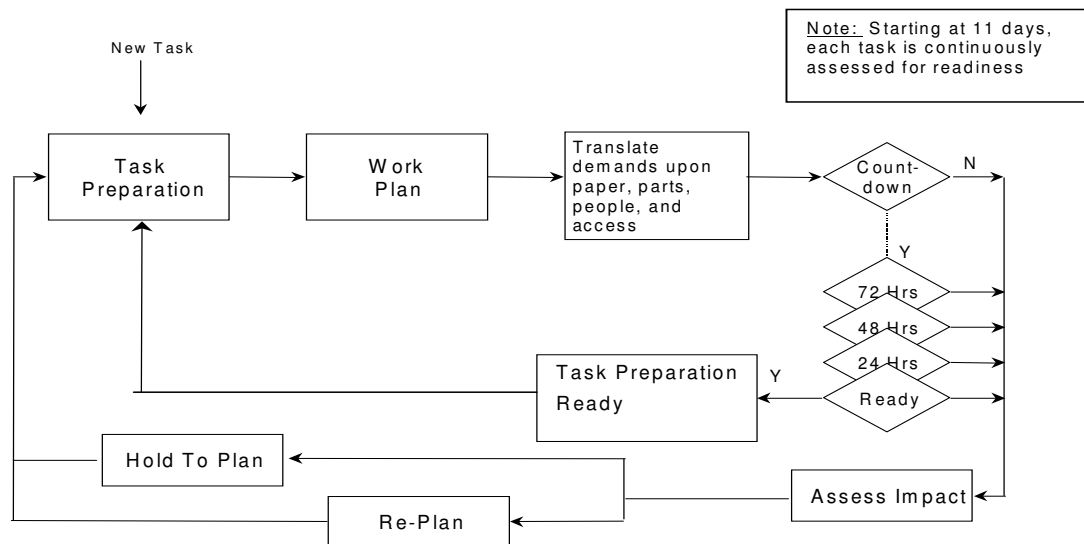 New Task
Note: Starting at 11 days,
each task is continuously
assessed for readiness
Task
Preparation
Work
Plan
Translate
demands upon
paper, parts,
people, and
access
Count-
down
N
Y
72 Hrs
48 Hrs
24 Hrs
Ready
Y
Task Preparation
Ready
Hold To Plan
Assess Impact
Re-Plan